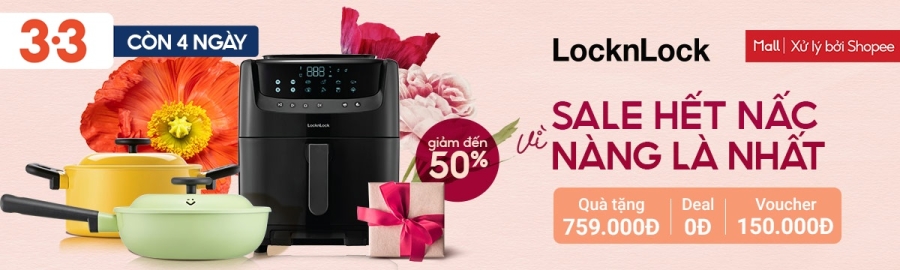 3.3
CÒN 4 NGÀY
LocknLock
giảm đến
50%
LocknLock
Mall | Xử lý bởi Shopee
Vì
SALE HẾT NẤC
NÀNG LÀ NHẤT
Quà tặng
759.000Đ
Deal
0Đ
Voucher
150.000Đ